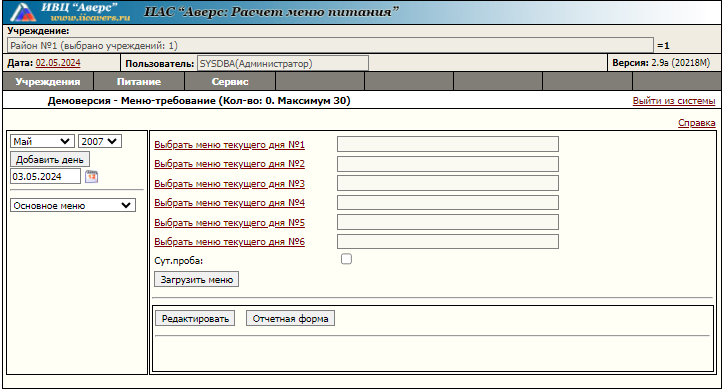 ИВЦ "Аверс"
www.iicavers.ru
ПАС "Аверс: Расчет меню питания"
Учреждение:
Район №1 (выбрано учреждений: 1) =1
Дата: 02.05.2024 Пользователь: SYSDBA(Администратор) Версия: 2.9a (20218M)
Учреждения Питание Сервис
Демоверсия - Меню-требование (Кол-во: 0. Максимум 30) Выйти из системы
Справка
Май 2007
Добавить день
03.05.2024
Основное меню
Выбрать меню текущего дня №1
Выбрать меню текущего дня №2
Выбрать меню текущего дня №3
Выбрать меню текущего дня №4
Выбрать меню текущего дня №5
Выбрать меню текущего дня №6
Сут.проба:
Загрузить меню
Редактировать Отчетная форма